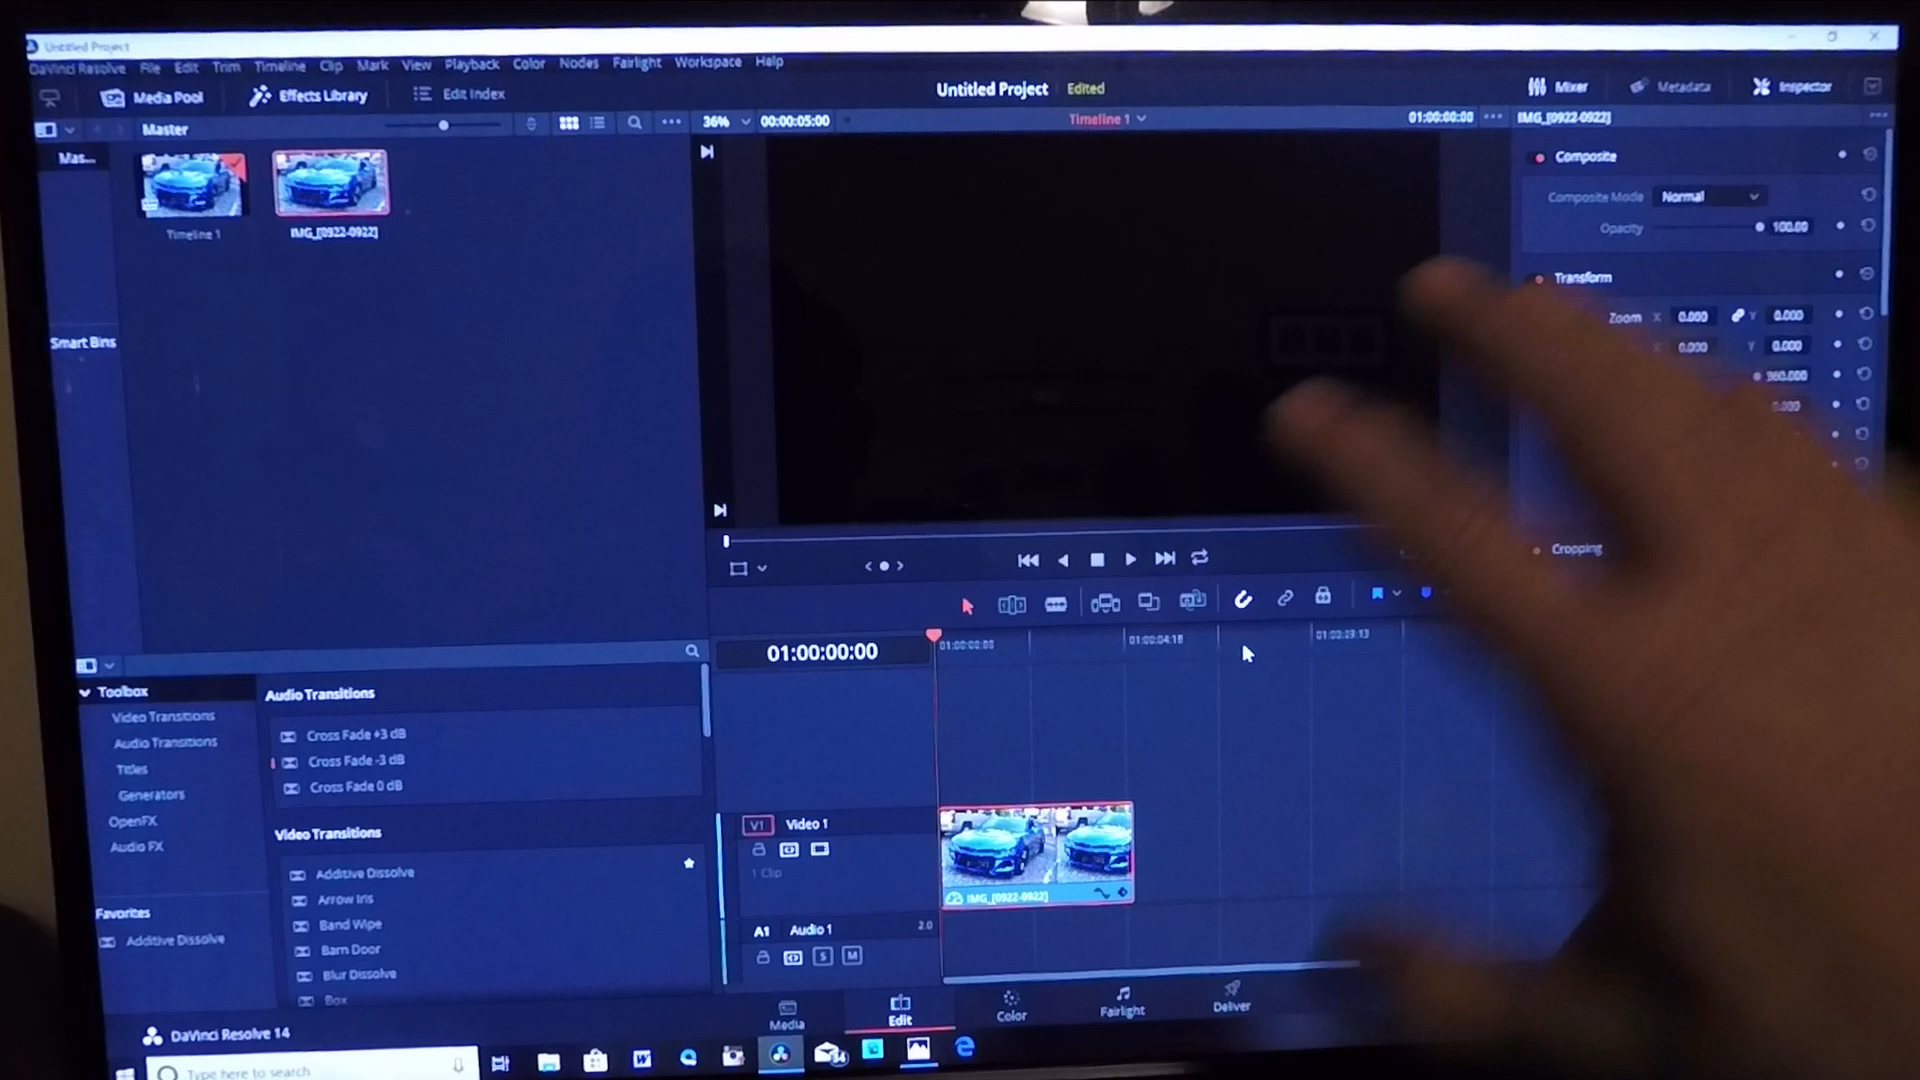 Untitled Project
DaVinci Resolve File Edit Trim Timeline Clip Mark View Playback Color Nodes Fairlight Workspace Help
Media Pool Effects Library Edit Index Untitled Project Edited Mixer Metadata Inspector
Master 36% 00:00:05:00 Timeline 1 01:00:00:00 IMG_[0922-0922]
Mas...
Timeline 1 IMG_[0922-0922]
Smart Bins
Composite
Composite Mode Normal
Opacity 100.00
Transform
Zoom X 0.000 Y 0.000
X 0.000 Y 0.000
360.000
0.000
Cropping
01:00:00:00 01:00:00:00 01:00:04:18 01:00:09:13
Toolbox
Video Transitions
Audio Transitions
Titles
Generators
OpenFX
Audio FX
Favorites
Additive Dissolve
Audio Transitions
Cross Fade +3 dB
Cross Fade -3 dB
Cross Fade 0 dB
Video Transitions
Additive Dissolve
Arrow Iris
Band Wipe
Barn Door
Blur Dissolve
Box
V1 Video 1
1 Clip
IMG_[0922-0922]
A1 Audio 1 2.0
S M
Media Edit Color Fairlight Deliver
DaVinci Resolve 14
Type here to search